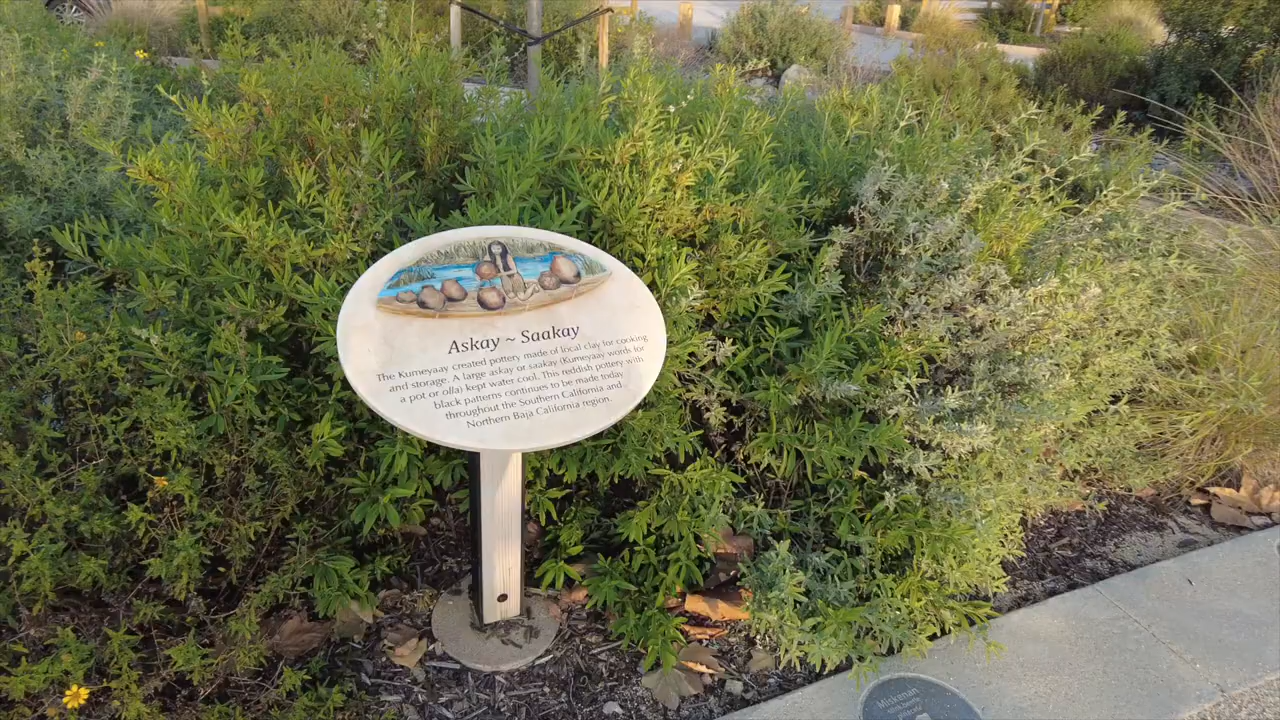 Askay ~ Saakay
The Kumeyaay created pottery made of local clay for cooking
and storage. A large askay or saakay (Kumeyaay words for
a pot or olla) kept water cool. This reddish pottery with
black patterns continues to be made today
throughout the Southern California and
Northern Baja California region.
Miskenan